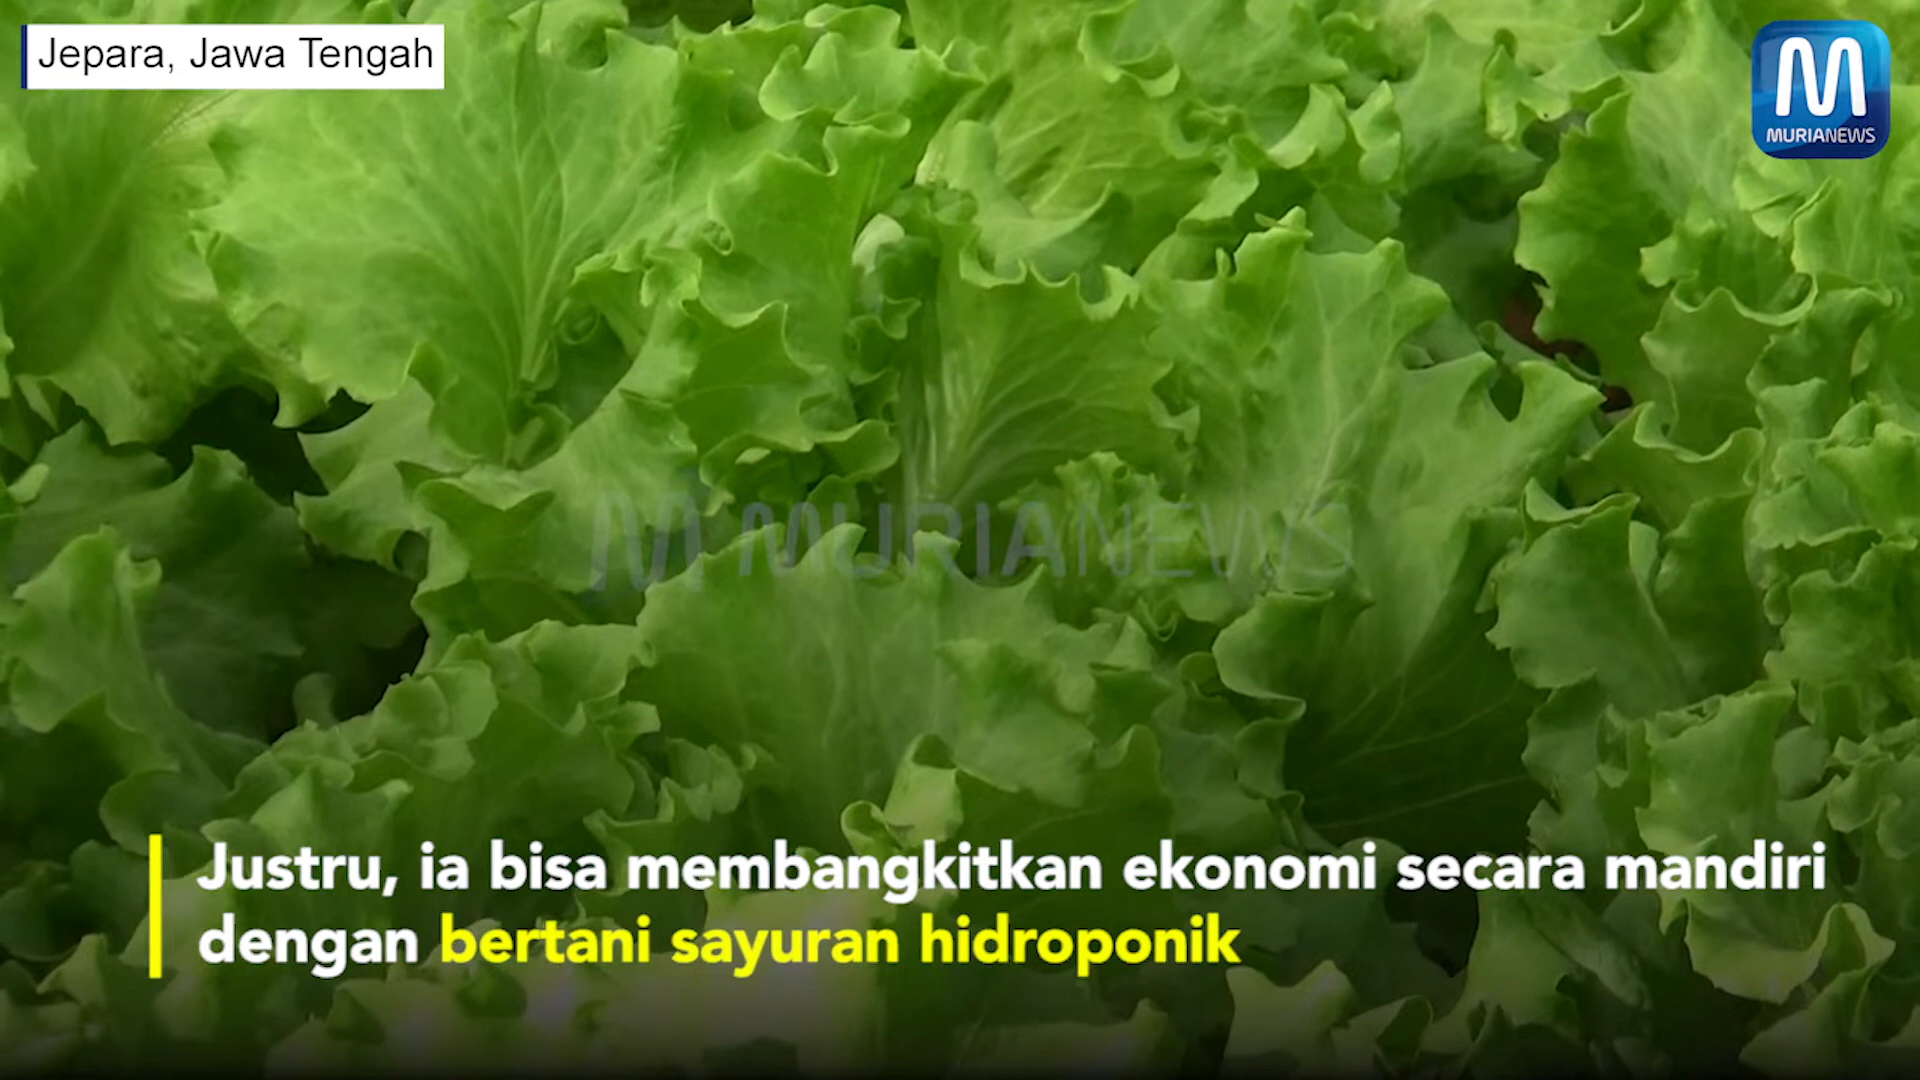 Jepara, Jawa Tengah
M
MURIANEWS
M MURIANEWS
Justru, ia bisa membangkitkan ekonomi secara mandiri
dengan bertani sayuran hidroponik